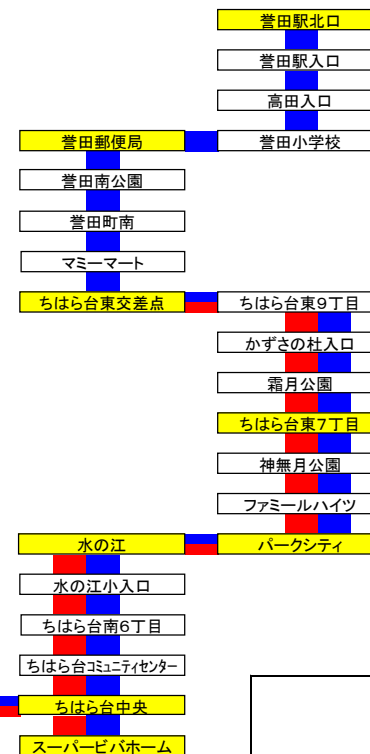 誉田駅北口
誉田駅入口
高田入口
誉田郵便局
誉田小学校
誉田南公園
誉田町南
マミーマート
ちはら台東交差点
ちはら台東９丁目
かずさの杜入口
霜月公園
ちはら台東７丁目
神無月公園
ファミールハイツ
水の江
パークシティ
水の江小入口
ちはら台南６丁目
ちはら台ｺﾐｭﾆﾃｨセンター
ちはら台中央
スーパービバホーム